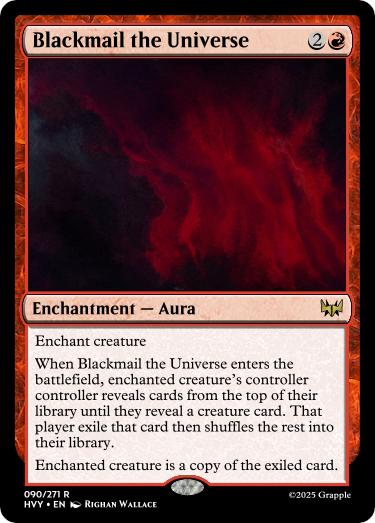 Blackmail the Universe 2
Enchantment — Aura
Enchant creature
When Blackmail the Universe enters the
battlefield, enchanted creature's controller
controller reveals cards from the top of their
library until they reveal a creature card. That
player exile that card then shuffles the rest into
their library.
Enchanted creature is a copy of the exiled card.
090/271 R
HVY • EN Righan Wallace
©2025 Grapple